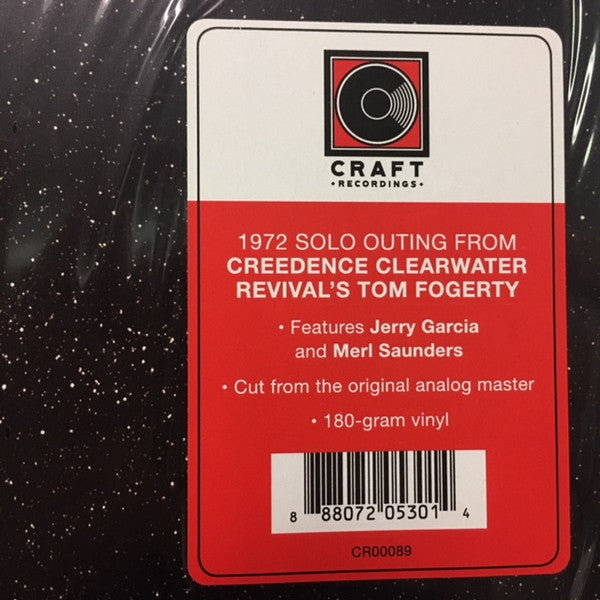 CRAFT
•RECORDINGS•
1972 SOLO OUTING FROM
CREEDENCE CLEARWATER
REVIVAL'S TOM FOGERTY
• Features Jerry Garcia
and Merl Saunders
• Cut from the original analog master
• 180-gram vinyl
8 88072 05301 4
CR00089